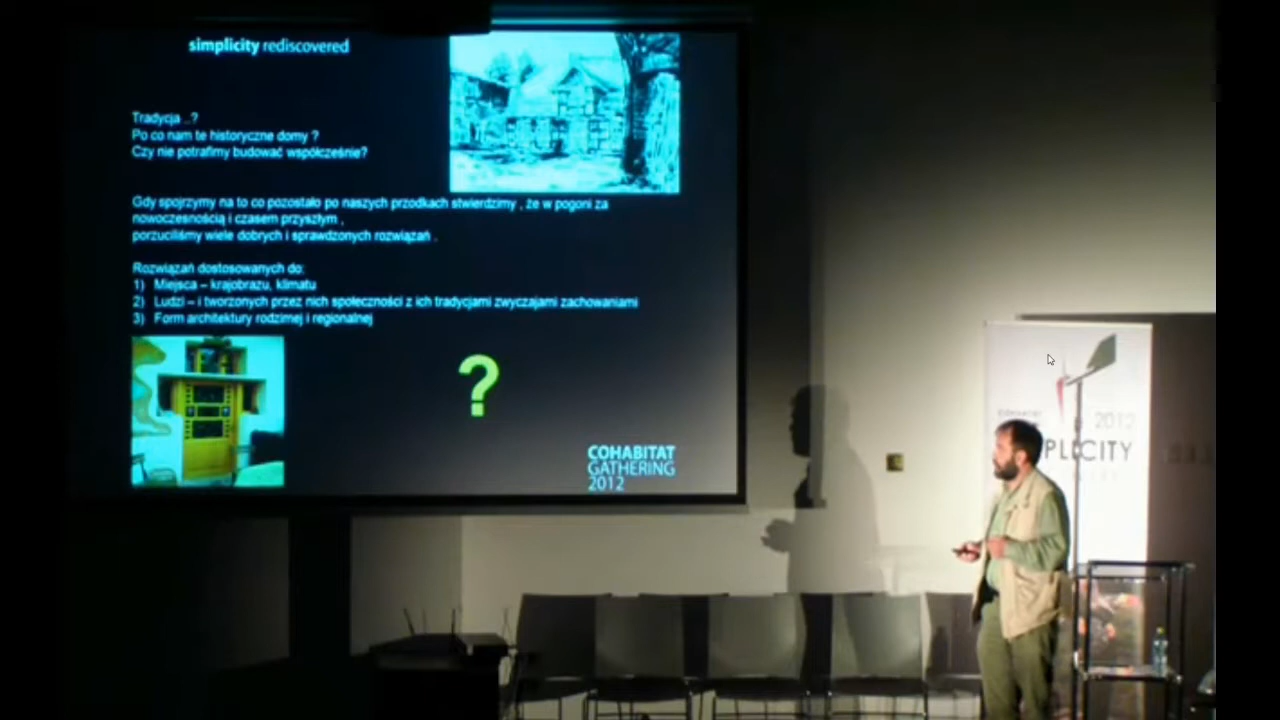 simplicity rediscovered
Tradycja ..?
Po co nam te historyczne domy ?
Czy nie potrafimy budować współcześnie?
Gdy spojrzymy na to co pozostało po naszych przodkach stwierdzimy , że w pogoni za
nowoczesnością i czasem przyszłym ,
porzuciliśmy wiele dobrych i sprawdzonych rozwiązań .
Rozwiązań dostosowanych do:
1) Miejsca – krajobrazu, klimatu
2) Ludzi – i tworzonych przez nich społeczności z ich tradycjami zwyczajami zachowaniami
3) Form architektury rodzimej i regionalnej
?
COHABITAT
GATHERING
2012
2012
PLICITY